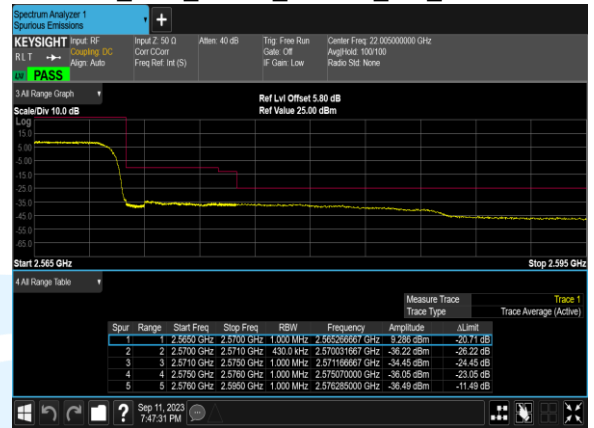 Spectrum Analyzer 1
Spurious Emissions
+
KEYSIGHT Input: RF Input Z: 50 Ω Atten: 40 dB Trig: Free Run Center Freq: 22.005000000 GHz
RLT Coupling: DC Corr CCorr Gate: Off Avg|Hold: 100/100
Align: Auto Freq Ref: Int (S) IF Gain: Low Radio Std: None
PASS
3 All Range Graph
Ref Lvl Offset 5.80 dB
Scale/Div 10.0 dB Ref Value 25.00 dBm
Log
15.0
5.00
-5.00
-15.0
-25.0
-35.0
-45.0
-55.0
-65.0
Start 2.565 GHz Stop 2.595 GHz
4 All Range Table
Measure Trace Trace 1
Trace Type Trace Average (Active)
Spur Range Start Freq Stop Freq RBW Frequency Amplitude ΔLimit
1 1 2.5650 GHz 2.5700 GHz 1.000 MHz 2.565266667 GHz 9.286 dBm -20.71 dB
2 2 2.5700 GHz 2.5710 GHz 430.0 kHz 2.570031667 GHz -36.22 dBm -26.22 dB
3 3 2.5710 GHz 2.5750 GHz 1.000 MHz 2.571166667 GHz -34.45 dBm -24.45 dB
4 4 2.5750 GHz 2.5760 GHz 1.000 MHz 2.575070000 GHz -36.05 dBm -23.05 dB
5 5 2.5760 GHz 2.5950 GHz 1.000 MHz 2.576285000 GHz -36.49 dBm -11.49 dB
? Sep 11, 2023
7:47:31 PM